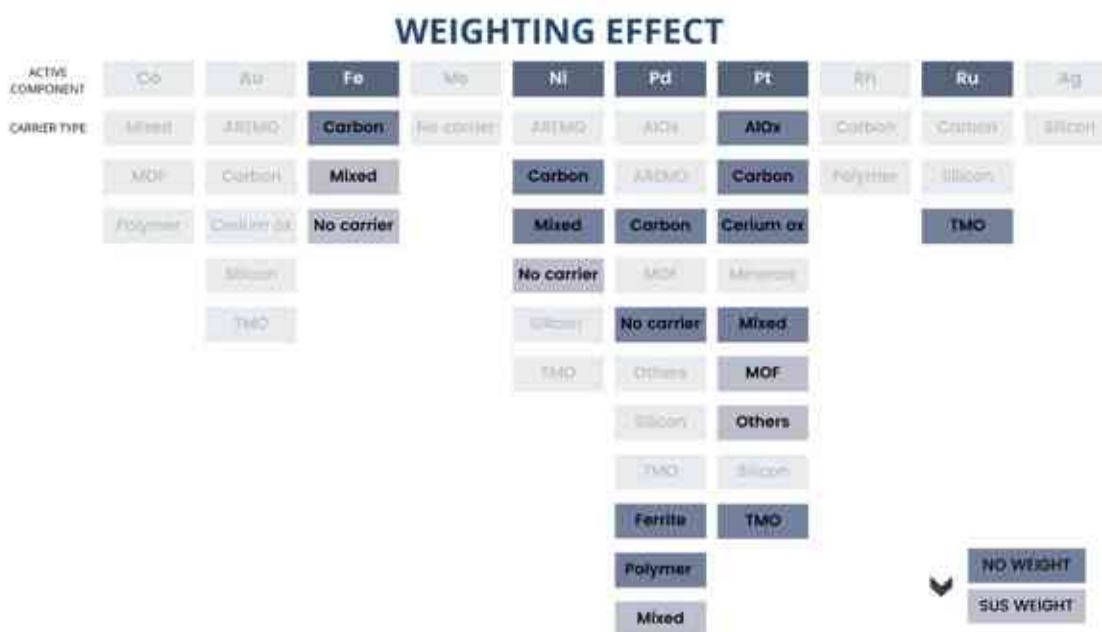 WEIGHTING EFFECT
ACTIVE COMPONENT Co Au Fe Mo Ni Pd Pt Rh Ru Ag
CARRIER TYPE Mixed ARIMO Carbon No carrier ARIMO AlOx AlOx Carbon Carbon Silicon
MOF Carbon Mixed Carbon ARIMO Carbon Polymer Silicon
Polymer Cerium ox No carrier Mixed Carbon Cerium ox TMO
Silicon No carrier MOF Minerals
TMO Silicon No carrier Mixed
TMO Others MOF
Silicon Others
TMO Silicon
Ferrite TMO
Polymer NO WEIGHT
Mixed SUS WEIGHT